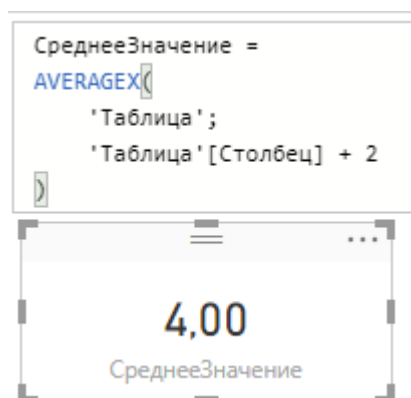 СреднееЗначение =
AVERAGEX(
'Таблица';
'Таблица'[Столбец] + 2
)
4,00
СреднееЗначение